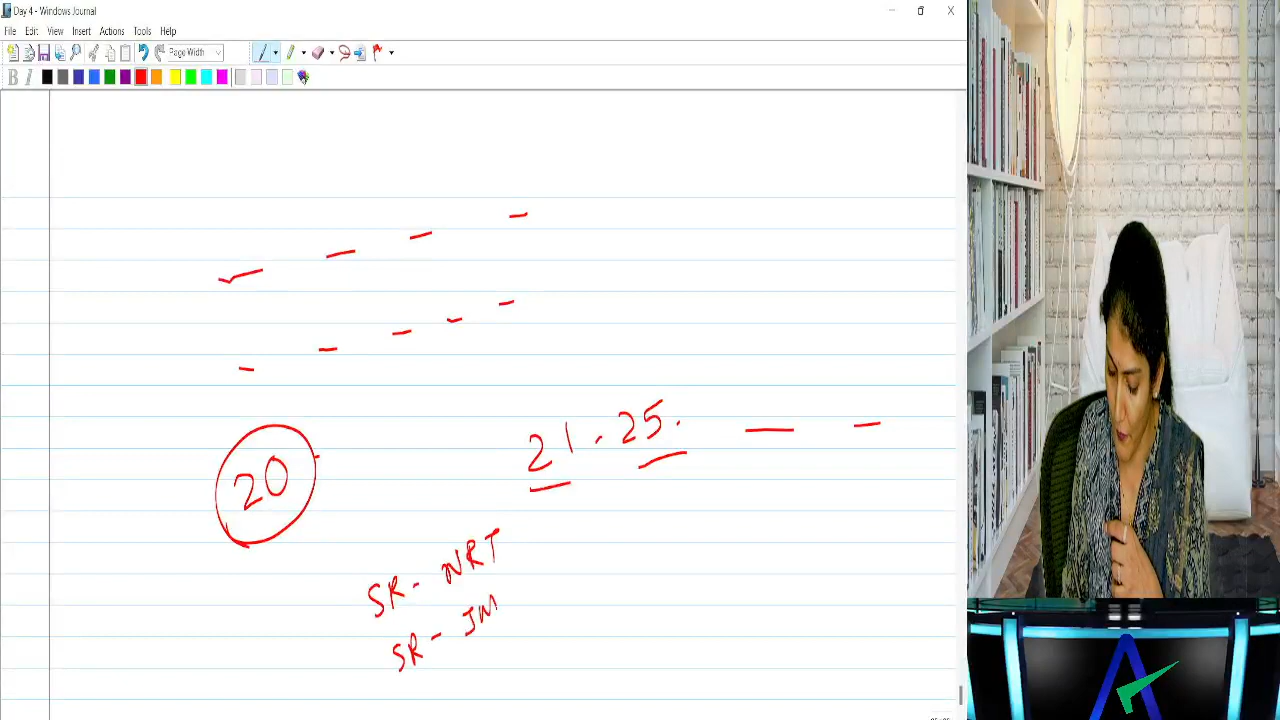 Day 4 - Windows Journal
File Edit View Insert Actions Tools Help
Page Width
B I
21. 25.
20
SR- NRT
SR- JM